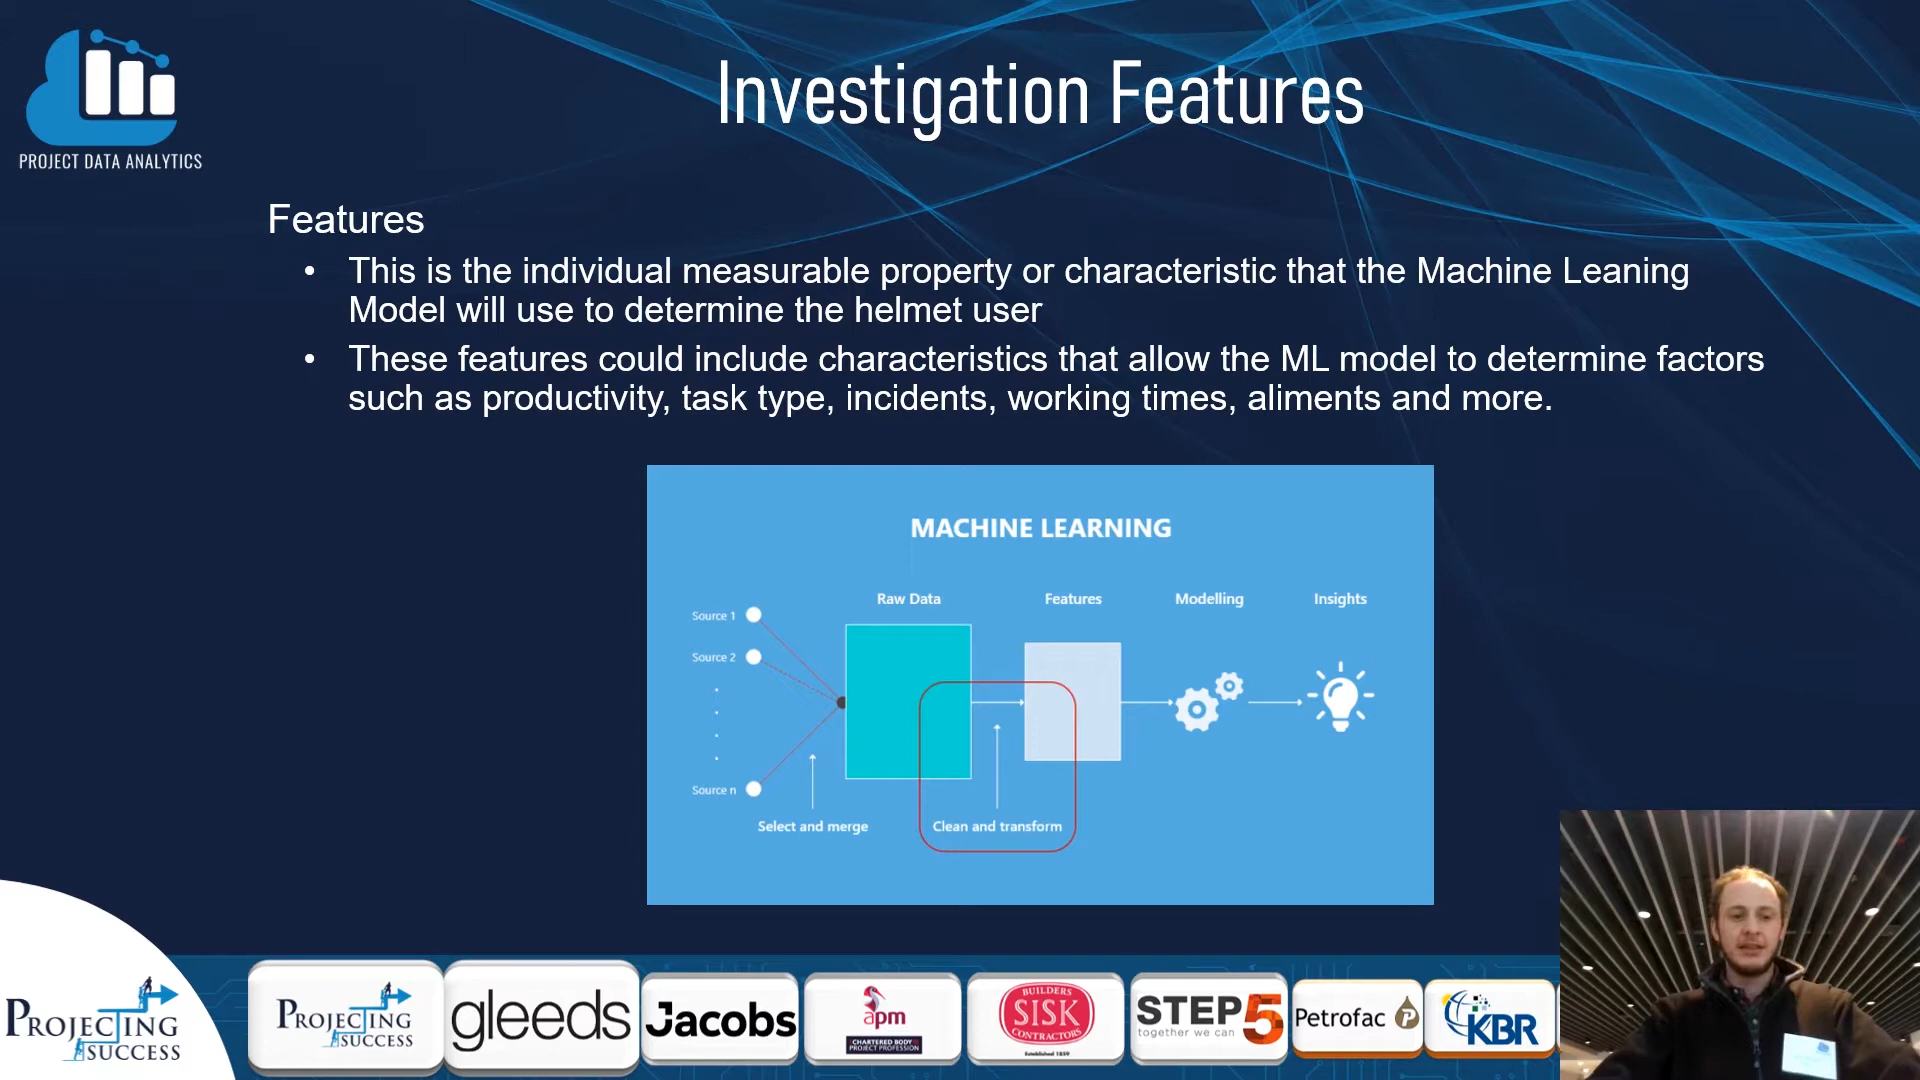 PROJECT DATA ANALYTICS
Investigation Features
Features
• This is the individual measurable property or characteristic that the Machine Leaning
Model will use to determine the helmet user
• These features could include characteristics that allow the ML model to determine factors
such as productivity, task type, incidents, working times, aliments and more.
MACHINE LEARNING
Raw Data
Features
Modelling
Insights
Source 1
Source 2
Source n
Select and merge
Clean and transform
PROJECTING
SUCCESS
PROJECTING
SUCCESS
gleeds
Jacobs
apm
CHARTERED BODY
PROJECT PROFESSION
BUILDERS
SISK
CONTRACTORS
Established 1859
STEP5
together we can
Petrofac
KBR